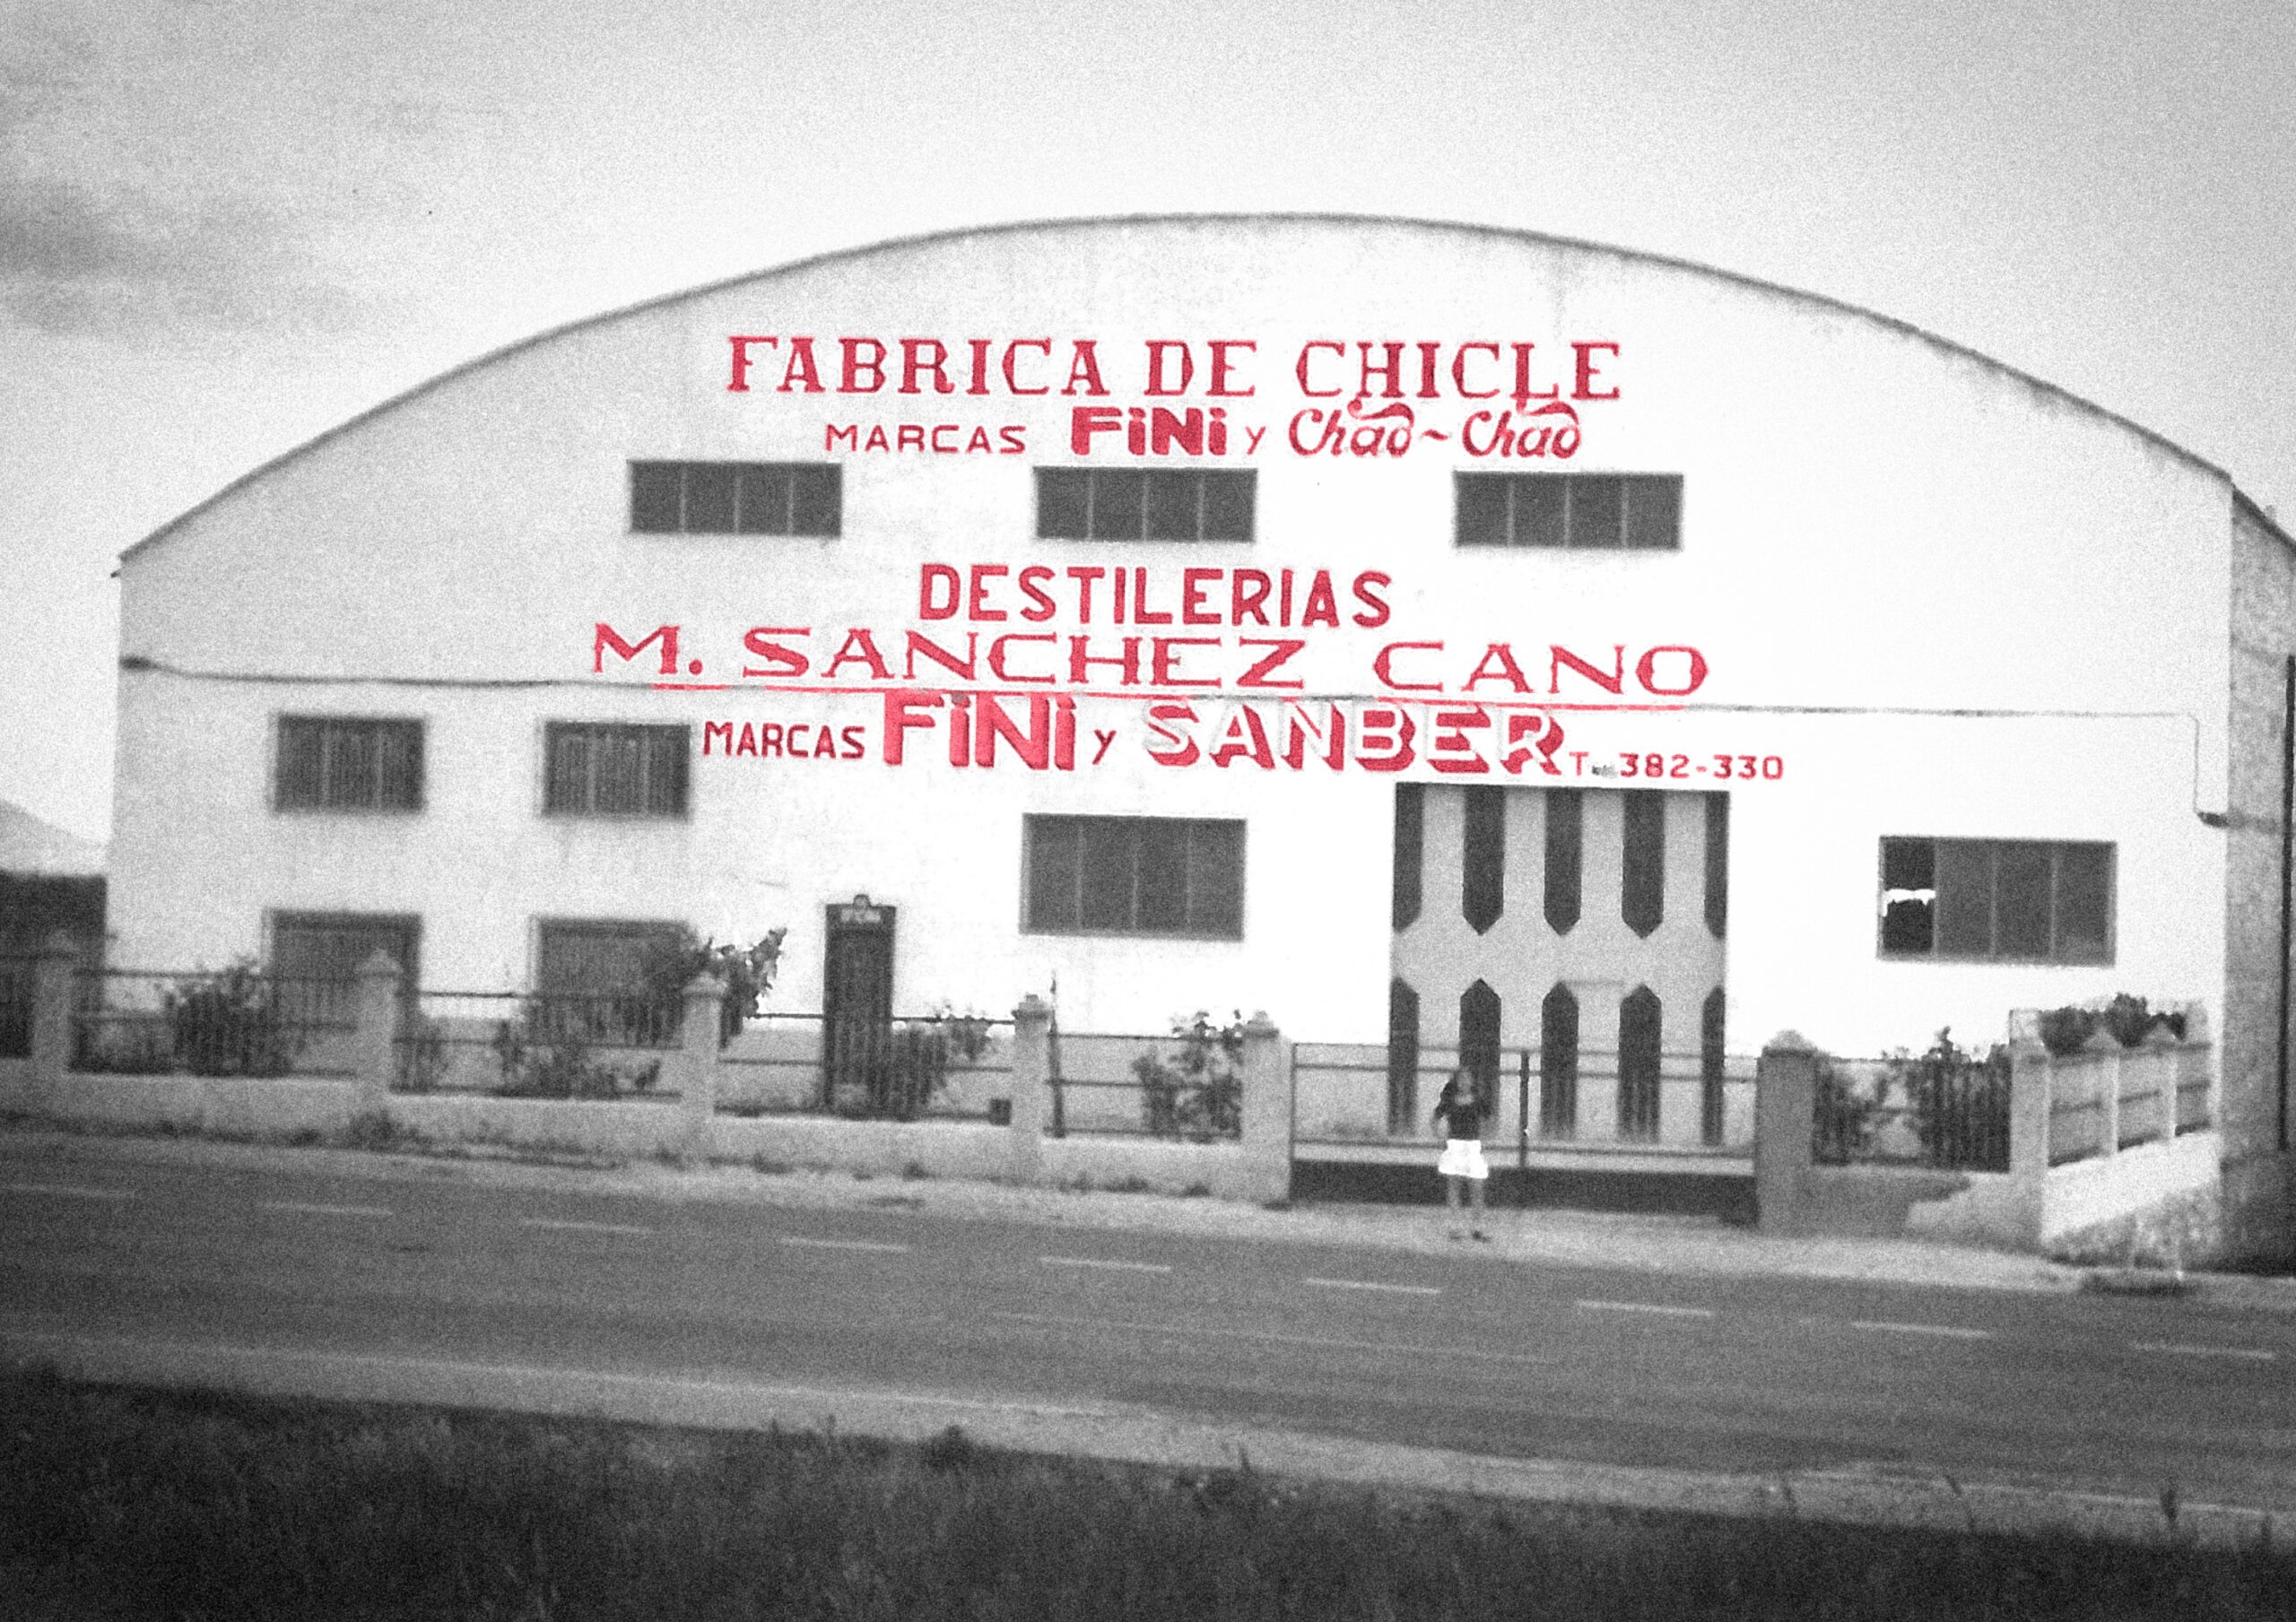 FABRICA DE CHICLE
MARCAS FiNi y Chao~Chao
DESTILERIAS
M. SANCHEZ CANO
MARCAS FiNi y SANBER T 382-330